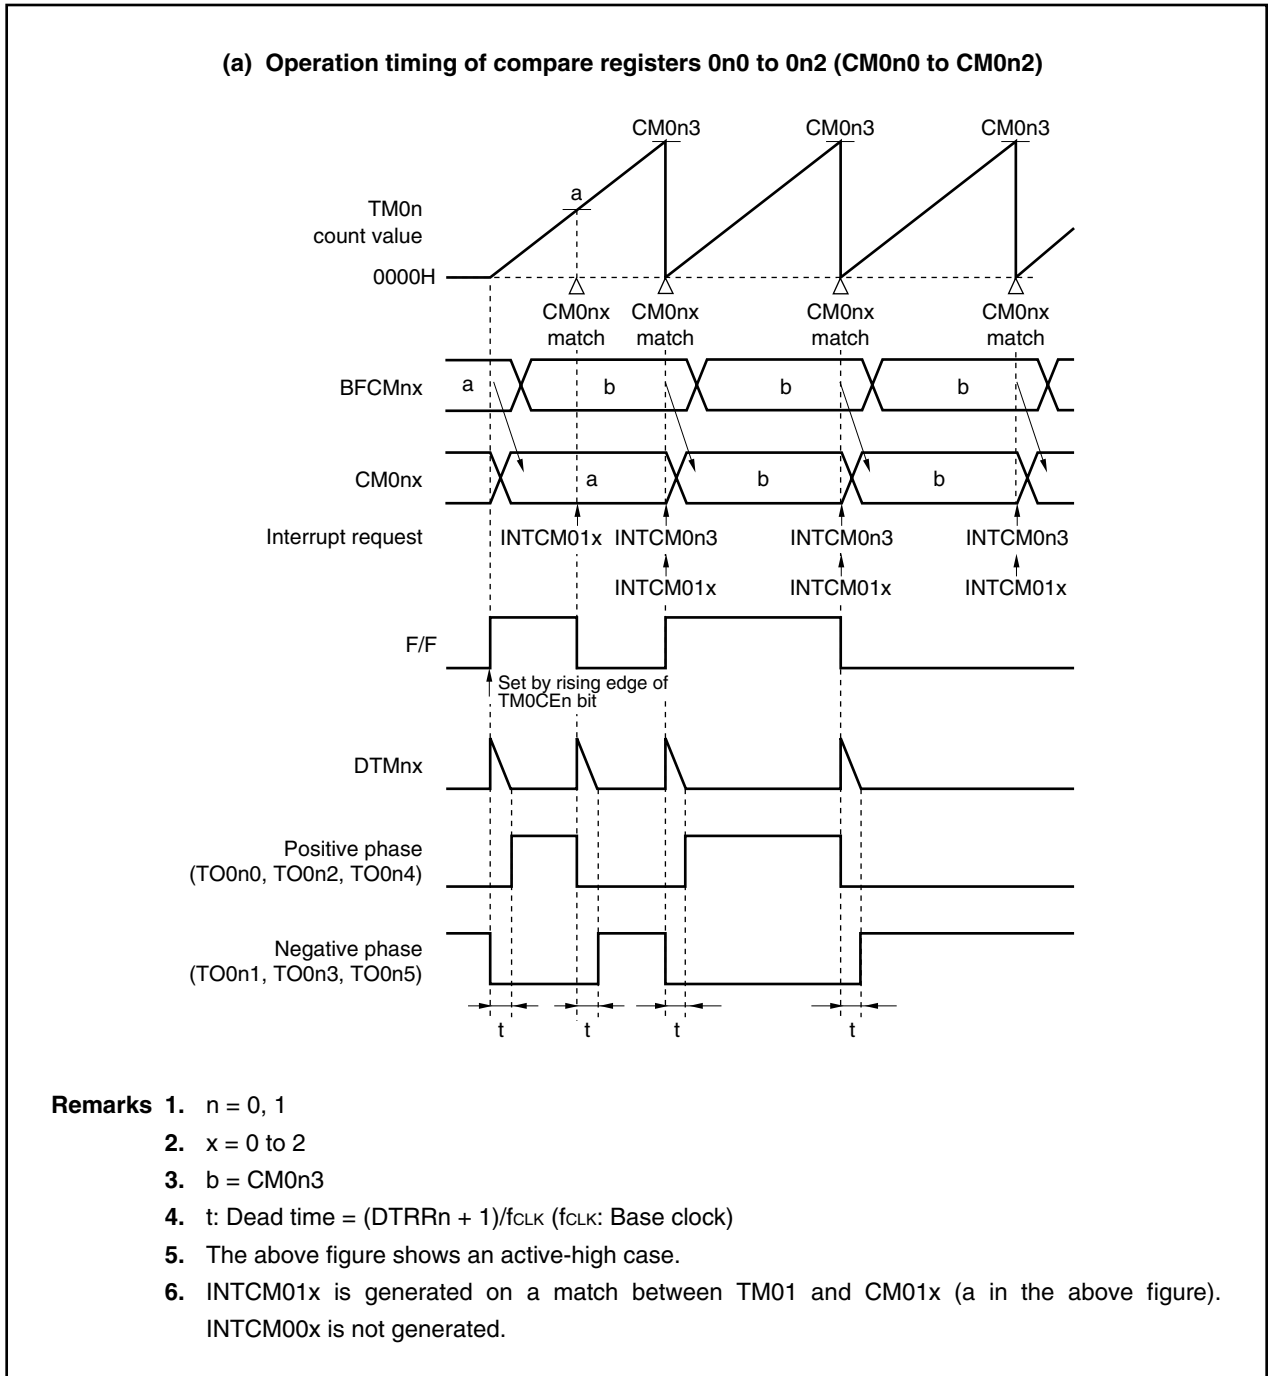 (a) Operation timing of compare registers 0n0 to 0n2 (CM0n0 to CM0n2)
CM0n3 CM0n3 CM0n3
a
TM0n
count value
0000H
CM0nx CM0nx CM0nx CM0nx
match match match match
BFCMnx a b b b
CM0nx a b b
Interrupt request INTCM01x INTCM0n3 INTCM0n3 INTCM0n3
INTCM01x INTCM01x INTCM01x
F/F
Set by rising edge of
TM0CEn bit
DTMnx
Positive phase
(TO0n0, TO0n2, TO0n4)
Negative phase
(TO0n1, TO0n3, TO0n5)
t t t t
Remarks 1. n = 0, 1
2. x = 0 to 2
3. b = CM0n3
4. t: Dead time = (DTRRn + 1)/fCLK (fCLK: Base clock)
5. The above figure shows an active-high case.
6. INTCM01x is generated on a match between TM01 and CM01x (a in the above figure).
INTCM00x is not generated.